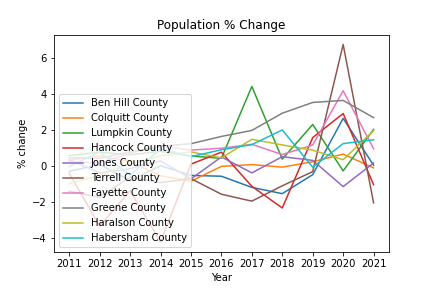 Population % Change
% change
6
4
2
0
−2
−4
Ben Hill County
Colquitt County
Lumpkin County
Hancock County
Jones County
Terrell County
Fayette County
Greene County
Haralson County
Habersham County
2011 2012 2013 2014 2015 2016 2017 2018 2019 2020 2021
Year